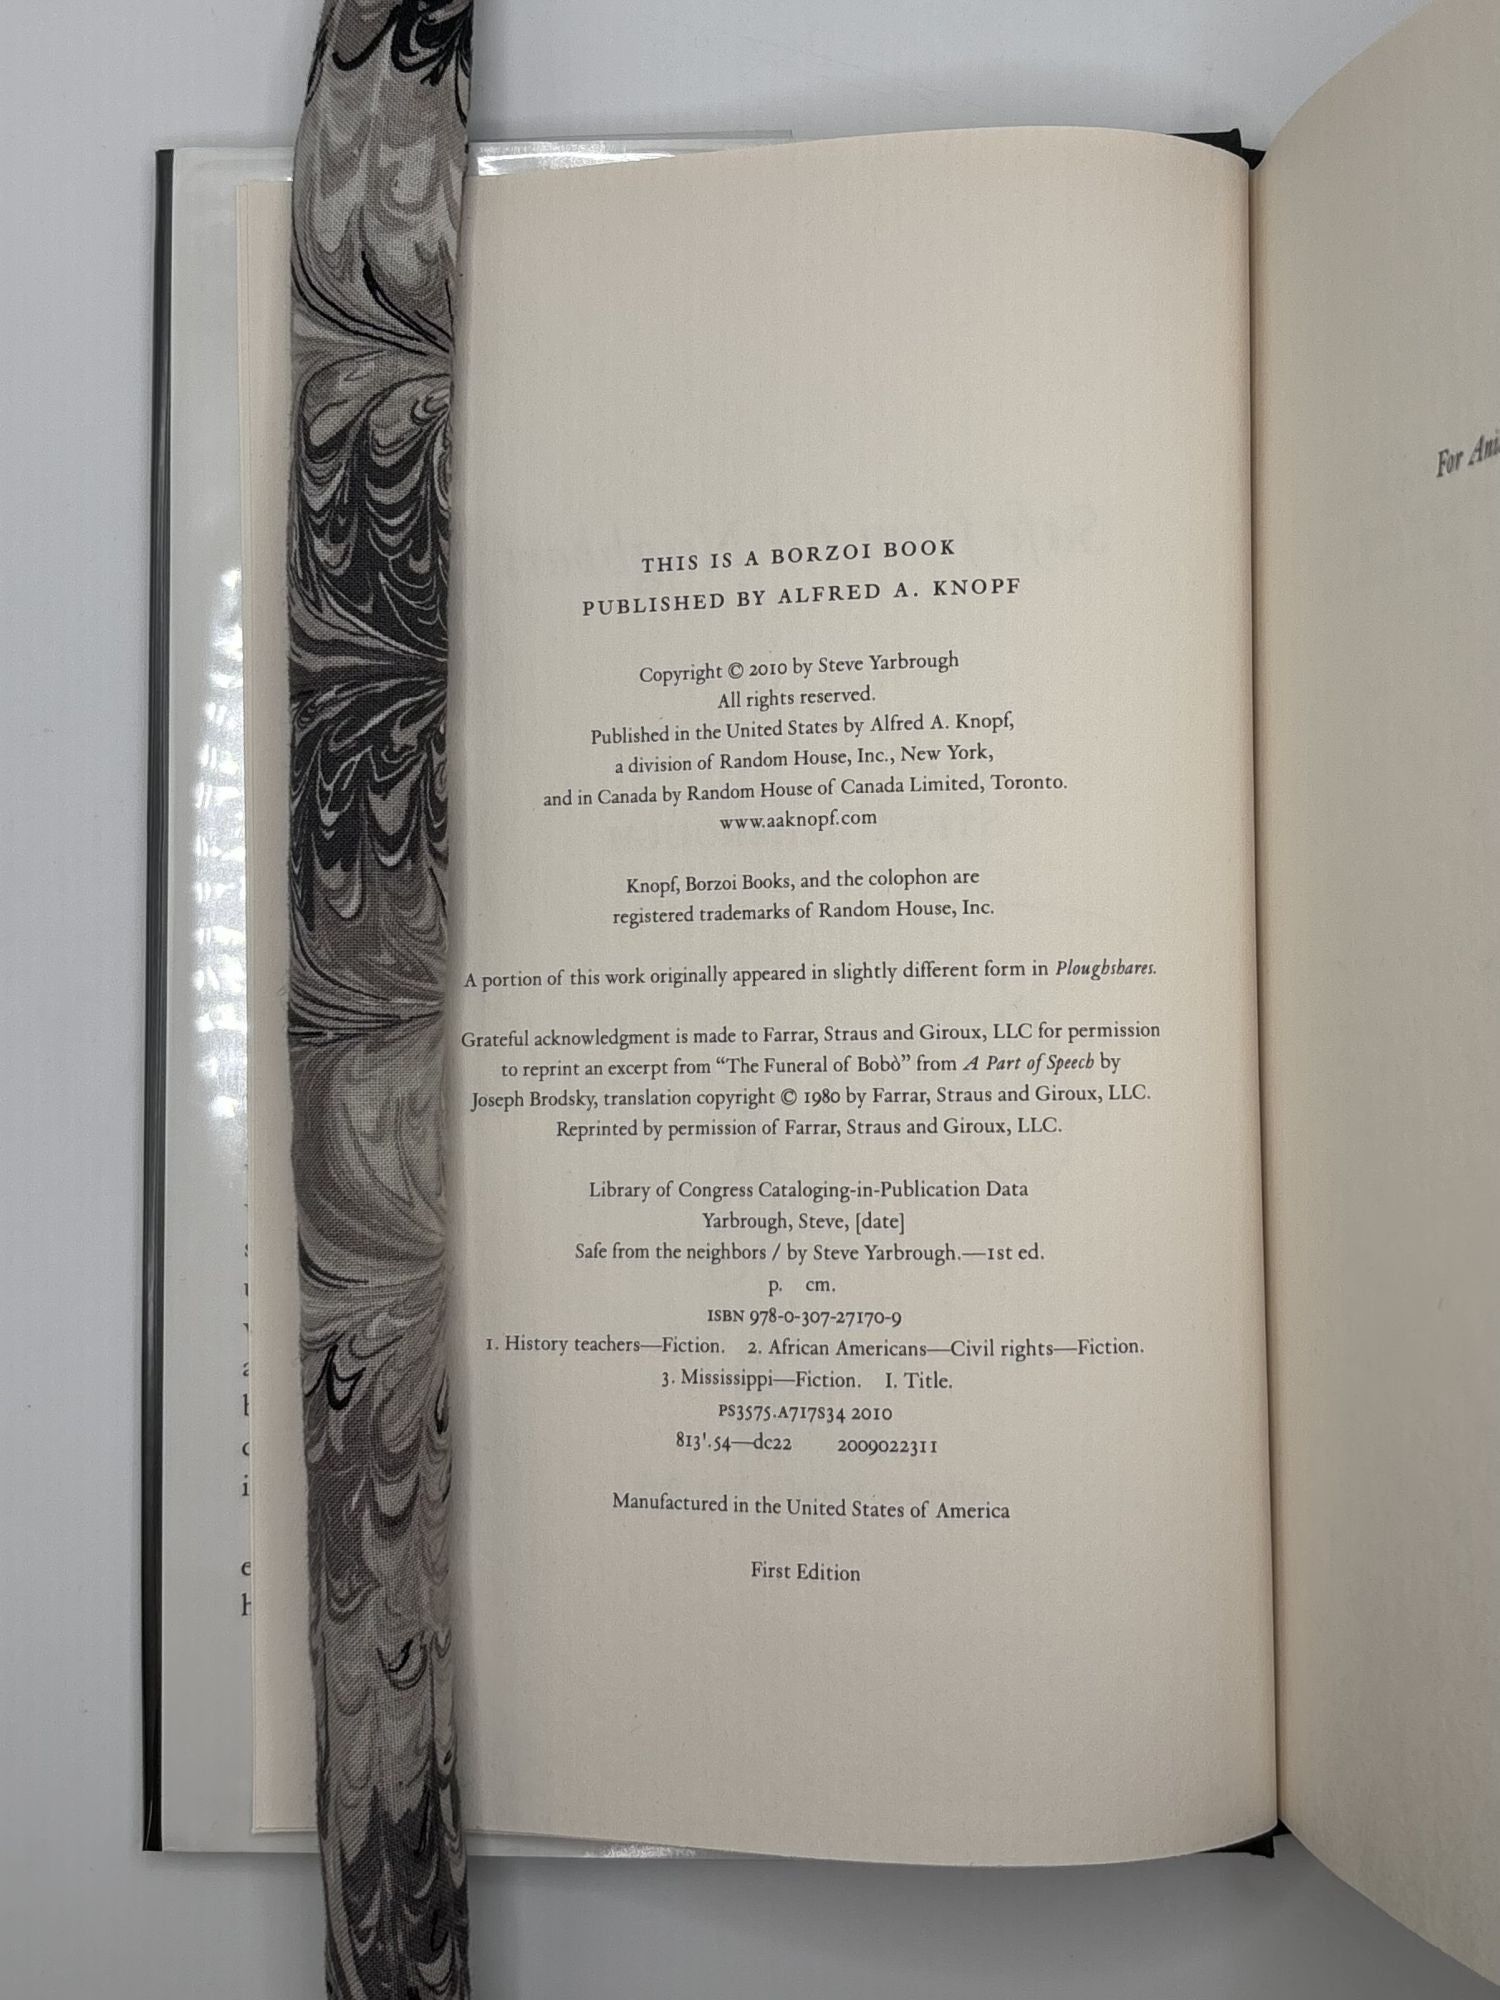 THIS IS A BORZOI BOOK
PUBLISHED BY ALFRED A. KNOPF
Copyright © 2010 by Steve Yarbrough
All rights reserved.
Published in the United States by Alfred A. Knopf,
a division of Random House, Inc., New York,
and in Canada by Random House of Canada Limited, Toronto.
www.aaknopf.com
Knopf, Borzoi Books, and the colophon are
registered trademarks of Random House, Inc.
A portion of this work originally appeared in slightly different form in Ploughshares.
Grateful acknowledgment is made to Farrar, Straus and Giroux, LLC for permission
to reprint an excerpt from “The Funeral of Bobò” from A Part of Speech by
Joseph Brodsky, translation copyright © 1980 by Farrar, Straus and Giroux, LLC.
Reprinted by permission of Farrar, Straus and Giroux, LLC.
Library of Congress Cataloging-in-Publication Data
Yarbrough, Steve, [date]
Safe from the neighbors / by Steve Yarbrough.—1st ed.
p. cm.
ISBN 978-0-307-27170-9
1. History teachers—Fiction. 2. African Americans—Civil rights—Fiction.
3. Mississippi—Fiction. I. Title.
PS3575.A717S34 2010
813'.54—dc22 2009022311
Manufactured in the United States of America
First Edition
For